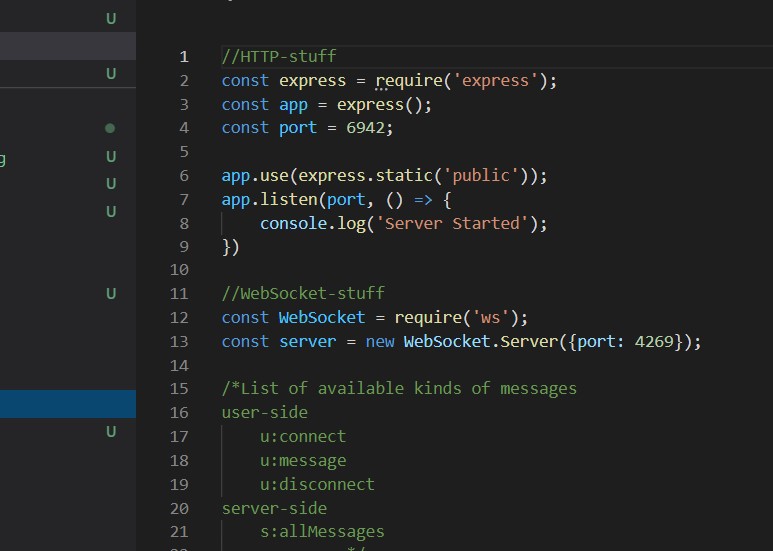 U
U
g U
U
U
U
U
1 //HTTP-stuff
2 const express = require('express');
3 const app = express();
4 const port = 6942;
5
6 app.use(express.static('public'));
7 app.listen(port, () => {
8     console.log('Server Started');
9 })
10
11 //WebSocket-stuff
12 const WebSocket = require('ws');
13 const server = new WebSocket.Server({port: 4269});
14
15 /*List of available kinds of messages
16 user-side
17     u:connect
18     u:message
19     u:disconnect
20 server-side
21     s:allMessages